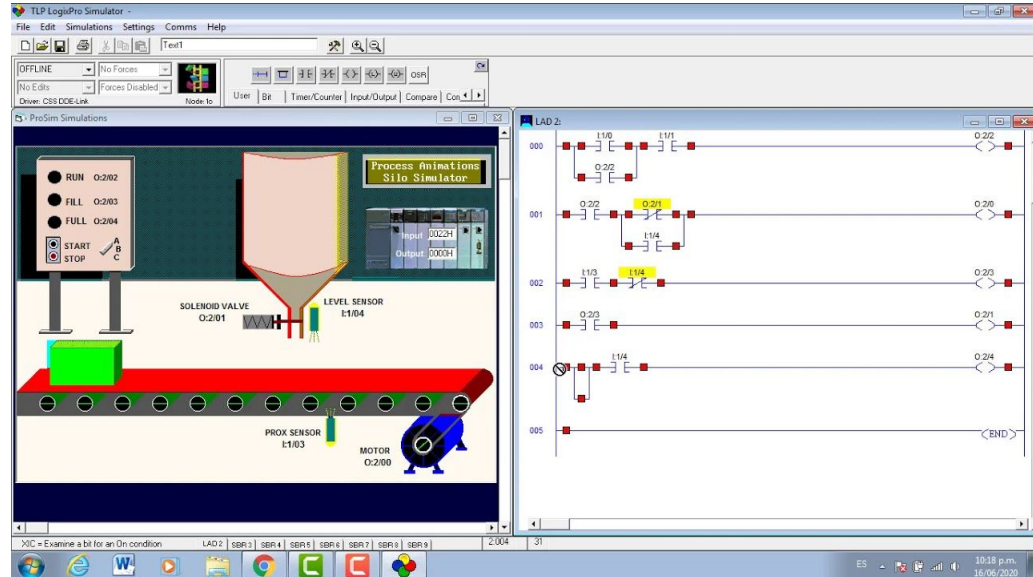 TLP LogixPro Simulator -
File Edit Simulations Settings Comms Help
Text1
OFFLINE
No Forces
No Edits
Forces Disabled
Driver: CSS DDE-Link
Node: 1o
OSR
User Bit Timer/Counter Input/Output Compare
ProSim Simulations
RUN O:2/02
FILL O:2/03
FULL O:2/04
START
STOP
A
B
C
Process Animations
Silo Simulator
Input 0022H
Output 0000H
SOLENOID VALVE
O:2/01
LEVEL SENSOR
I:1/04
PROX SENSOR
I:1/03
MOTOR
O:2/00
LAD 2:
000
I:1/0 I:1/1 O:2/2
O:2/2
001
O:2/2 O:2/1 O:2/0
I:1/4
002
I:1/3 I:1/4 O:2/3
003
O:2/3 O:2/1
004
I:1/4 O:2/4
005
END
XIC = Examine a bit for an On condition
LAD 2 SBR 3 SBR 4 SBR 5 SBR 6 SBR 7 SBR 8 SBR 9
2:004 31
ES
10:18 p.m.
16/06/2020